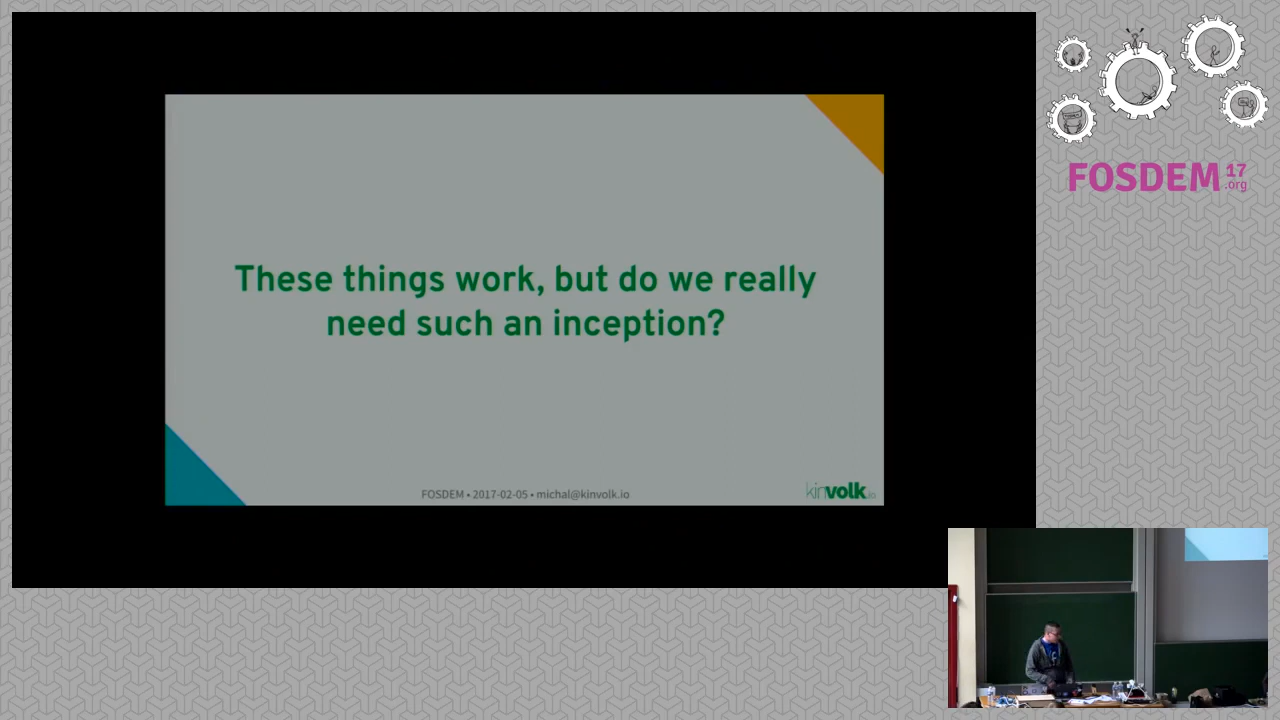 These things work, but do we really
need such an inception?
FOSDEM • 2017-02-05 • michal@kinvolk.io
kinvolk.io
FOSDEM 17
.org